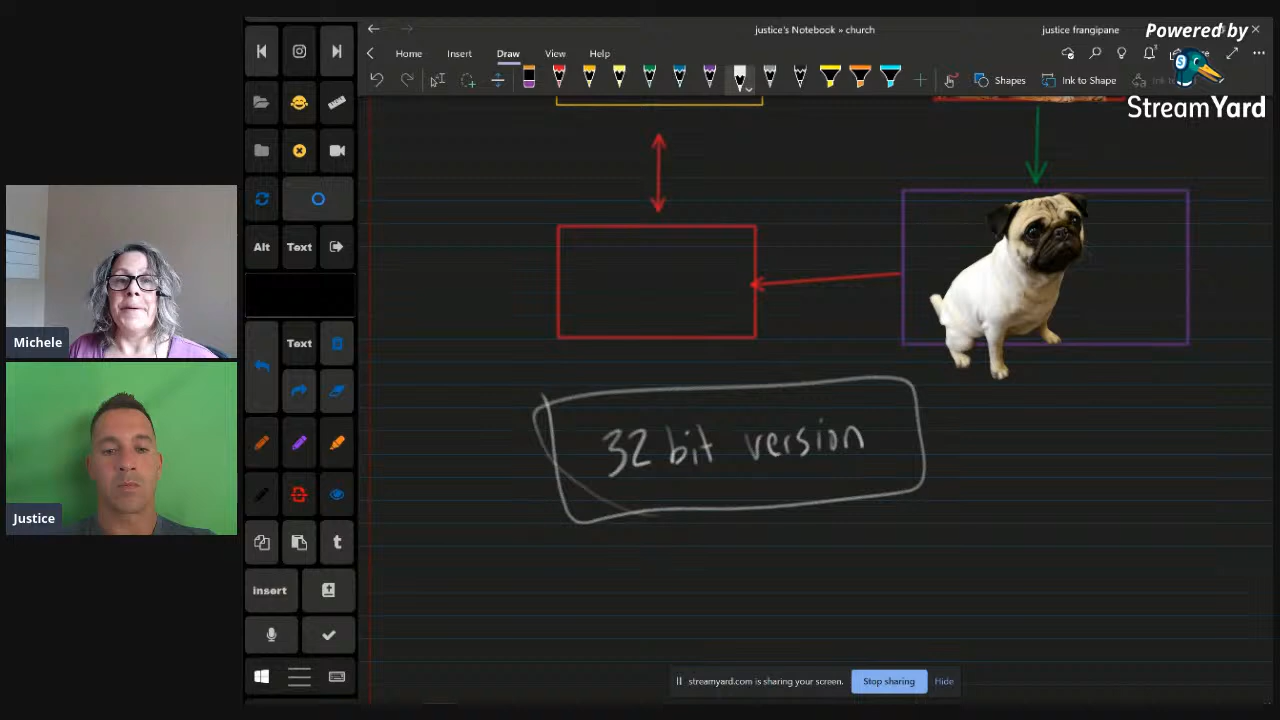 justice's Notebook » church
justice frangipane
Powered by
StreamYard
Home Insert Draw View Help
Shapes Ink to Shape
Alt Text
Text
Michele
Justice
32 bit version
t
insert
streamyard.com is sharing your screen. Stop sharing Hide